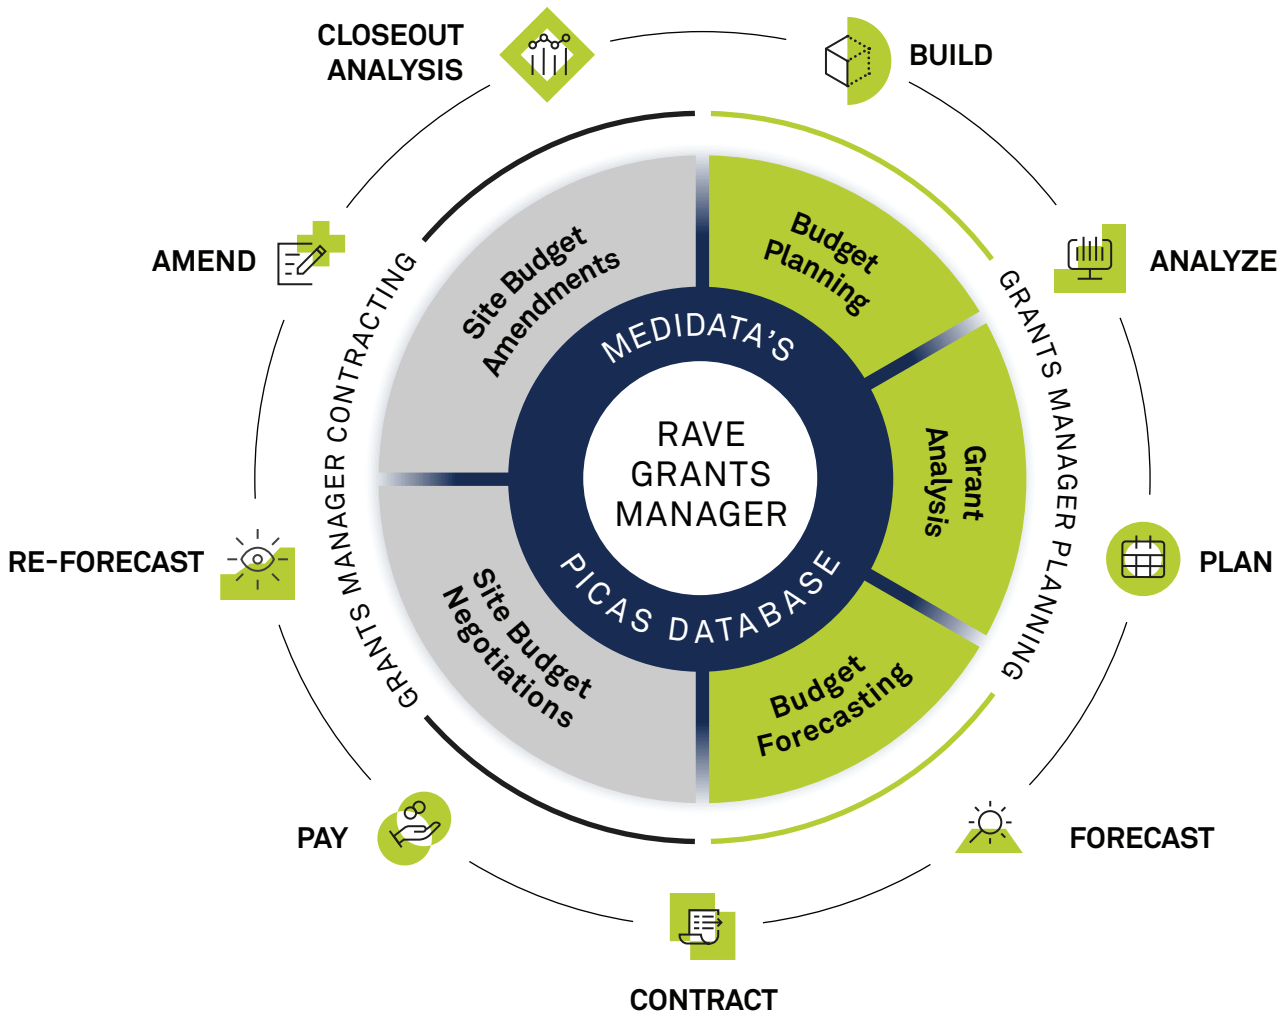 CLOSEOUT
ANALYSIS
BUILD
ANALYZE
PLAN
FORECAST
CONTRACT
PAY
RE-FORECAST
AMEND
GRANTS MANAGER CONTRACTING
GRANTS MANAGER PLANNING
Budget
Planning
Grant
Analysis
Budget
Forecasting
Site Budget
Negotiations
Site Budget
Amendments
MEDIDATA’S
PICAS DATABASE
RAVE
GRANTS
MANAGER